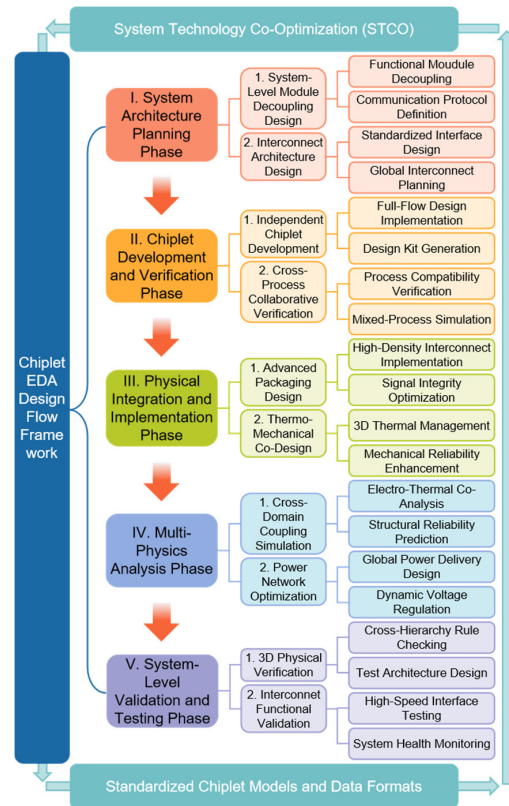 System Technology Co-Optimization (STCO)
Chiplet
EDA
Design
Flow
Frame
work
I. System
Architecture
Planning
Phase
1. System-
Level Module
Decoupling
Design
Functional Moudule
Decoupling
Communication Protocol
Definition
2. Interconnect
Architecture
Design
Standardized Interface
Design
Global Interconnect
Planning
II. Chiplet
Development
and Verification
Phase
1. Independent
Chiplet
Development
Full-Flow Design
Implementation
Design Kit Generation
2. Cross-
Process
Collaborative
Verification
Process Compatibility
Verification
Mixed-Process Simulation
III. Physical
Integration and
Implementation
Phase
1. Advanced
Packaging
Design
High-Density Interconnect
Implementation
Signal Integrity
Optimization
2. Thermo-
Mechanical
Co-Design
3D Thermal Management
Mechanical Reliability
Enhancement
IV. Multi-
Physics
Analysis Phase
1. Cross-
Domain
Coupling
Simulation
Electro-Thermal Co-
Analysis
Structural Reliability
Prediction
2. Power
Network
Optimization
Global Power Delivery
Design
Dynamic Voltage
Regulation
V. System-
Level
Validation and
Testing Phase
1. 3D Physical
Verification
Cross-Hierarchy Rule
Checking
Test Architecture Design
2. Interconnet
Functional
Validation
High-Speed Interface
Testing
System Health Monitoring
Standardized Chiplet Models and Data Formats